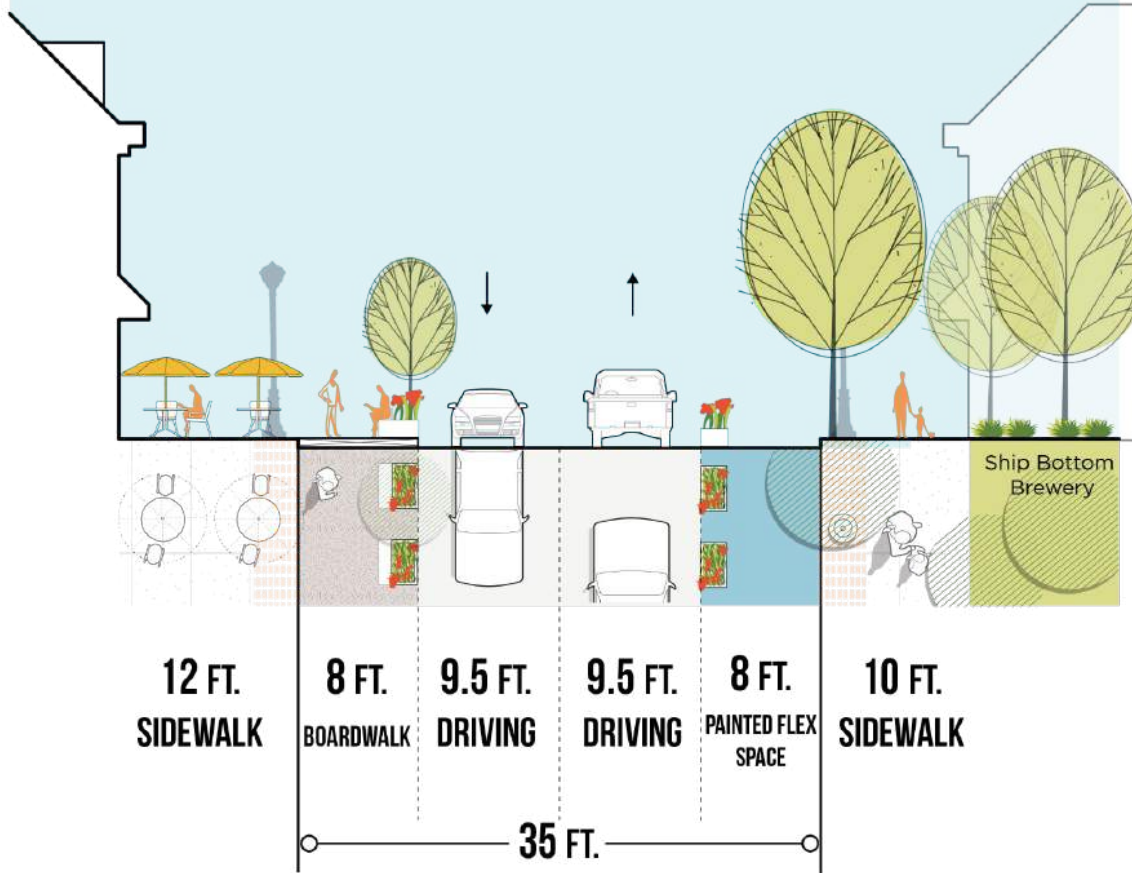 Ship Bottom
Brewery
12 FT.
SIDEWALK
8 FT.
BOARDWALK
9.5 FT.
DRIVING
9.5 FT.
DRIVING
8 FT.
PAINTED FLEX
SPACE
10 FT.
SIDEWALK
35 FT.